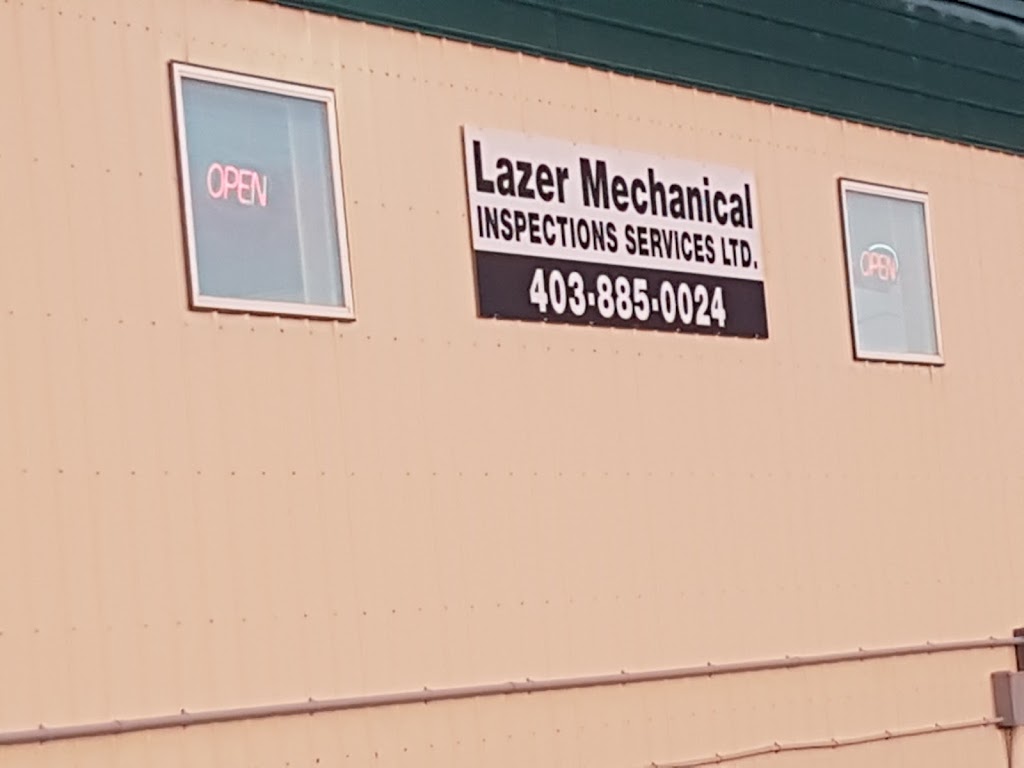 OPEN
Lazer Mechanical
INSPECTIONS SERVICES LTD.
403-885-0024
OPEN